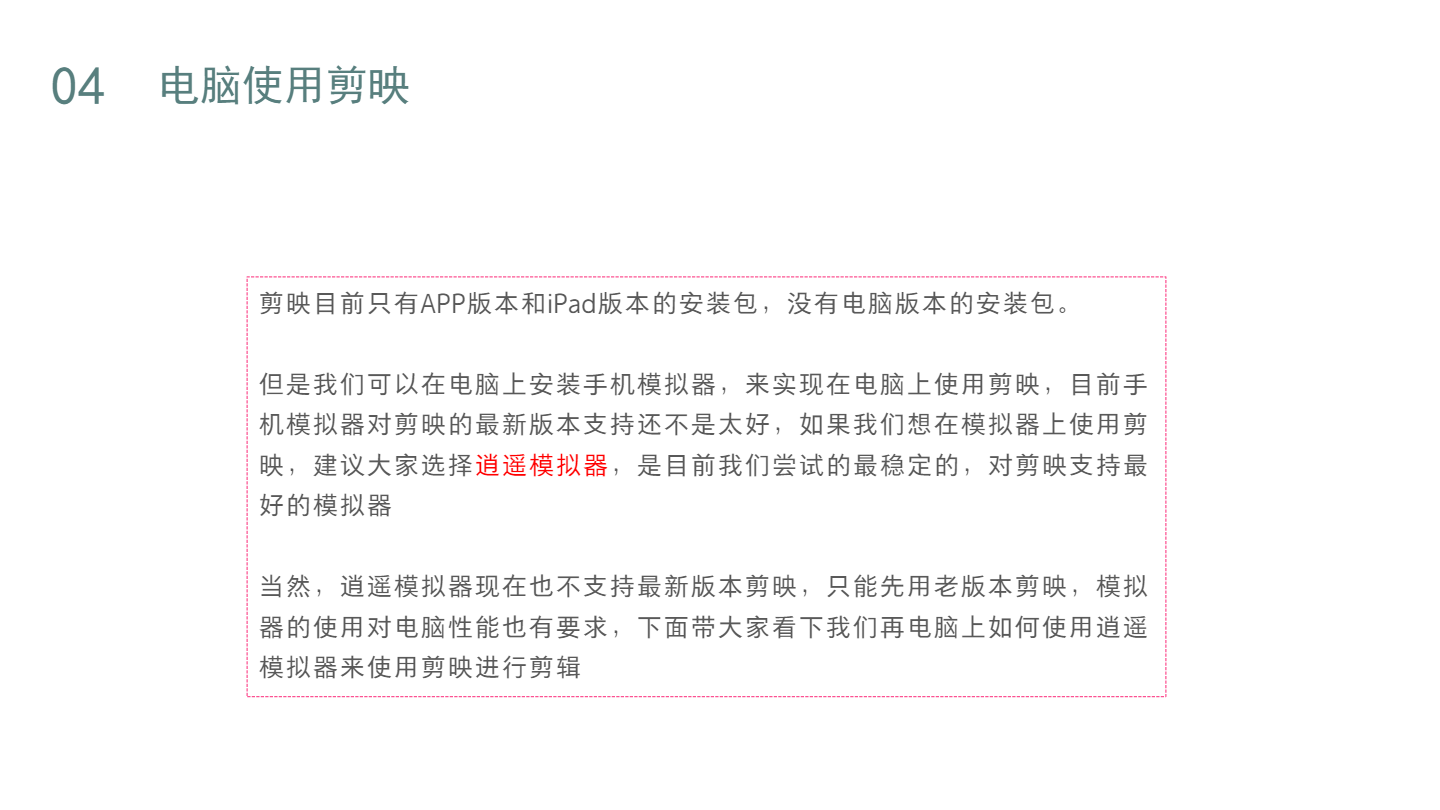 04 电脑使用剪映
剪映目前只有APP版本和iPad版本的安装包，没有电脑版本的安装包。
但是我们可以在电脑上安装手机模拟器，来实现在电脑上使用剪映，目前手
机模拟器对剪映的最新版本支持还不是太好，如果我们想在模拟器上使用剪
映，建议大家选择逍遥模拟器，是目前我们尝试的最稳定的，对剪映支持最
好的模拟器
当然，逍遥模拟器现在也不支持最新版本剪映，只能先用老版本剪映，模拟
器的使用对电脑性能也有要求，下面带大家看下我们再电脑上如何使用逍遥
模拟器来使用剪映进行剪辑